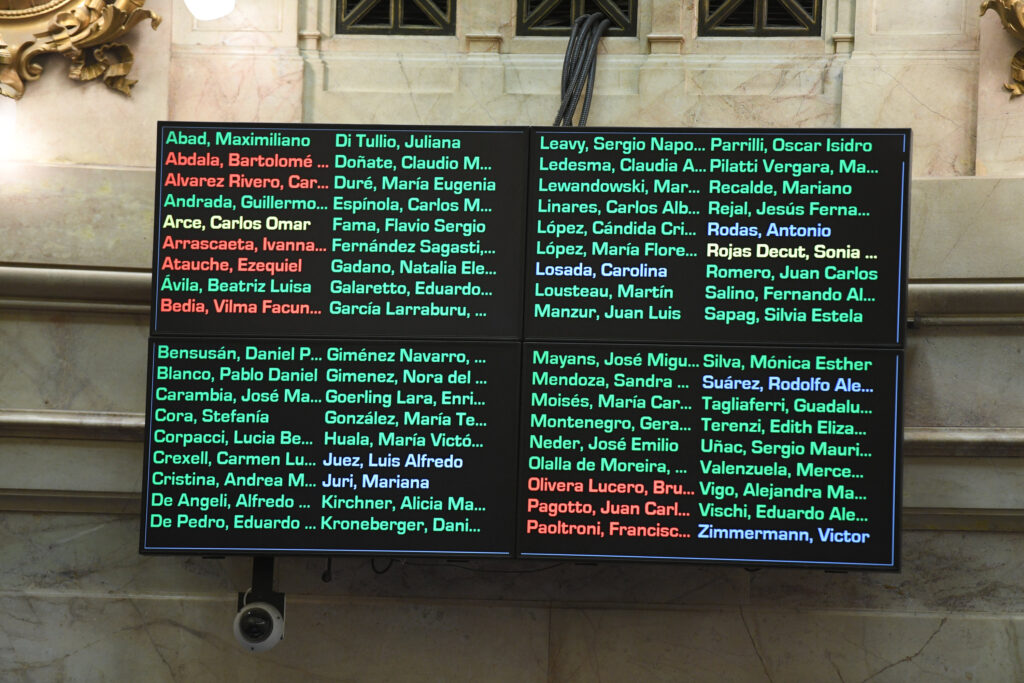 Abad, Maximiliano
Abdala, Bartolomé ...
Alvarez Rivero, Car...
Andrada, Guillermo...
Arce, Carlos Omar
Arrascaeta, Ivanna...
Atauche, Ezequiel
Ávila, Beatriz Luisa
Bedia, Vilma Facun...
Bensusán, Daniel P...
Blanco, Pablo Daniel
Carambia, José Ma...
Cora, Stefanía
Corpacci, Lucia Be...
Crexell, Carmen Lu...
Cristina, Andrea M...
De Angeli, Alfredo ...
De Pedro, Eduardo ...
Di Tullio, Juliana
Doñate, Claudio M...
Duré, María Eugenia
Espínola, Carlos M...
Fama, Flavio Sergio
Fernández Sagasti,...
Gadano, Natalia Ele...
Galaretto, Eduardo...
García Larraburu, ...
Giménez Navarro, ...
Gimenez, Nora del ...
Goerling Lara, Enri...
González, María Te...
Huala, María Victó...
Juez, Luis Alfredo
Juri, Mariana
Kirchner, Alicia Ma...
Kroneberger, Dani...
Leavy, Sergio Napo...
Ledesma, Claudia A...
Lewandowski, Mar...
Linares, Carlos Alb...
López, Cándida Cri...
López, María Flore...
Losada, Carolina
Lousteau, Martín
Manzur, Juan Luis
Mayans, José Migu...
Mendoza, Sandra ...
Moisés, María Car...
Montenegro, Gera...
Neder, José Emilio
Olalla de Moreira, ...
Olivera Lucero, Bru...
Pagotto, Juan Carl...
Paoltroni, Francisc...
Parrilli, Oscar Isidro
Pilatti Vergara, Ma...
Recalde, Mariano
Rejal, Jesús Ferna...
Rodas, Antonio
Rojas Decut, Sonia ...
Romero, Juan Carlos
Salino, Fernando Al...
Sapag, Silvia Estela
Silva, Mónica Esther
Suárez, Rodolfo Ale...
Tagliaferri, Guadalu...
Terenzi, Edith Eliza...
Uñac, Sergio Mauri...
Valenzuela, Merce...
Vigo, Alejandra Ma...
Vischi, Eduardo Ale...
Zimmermann, Victor